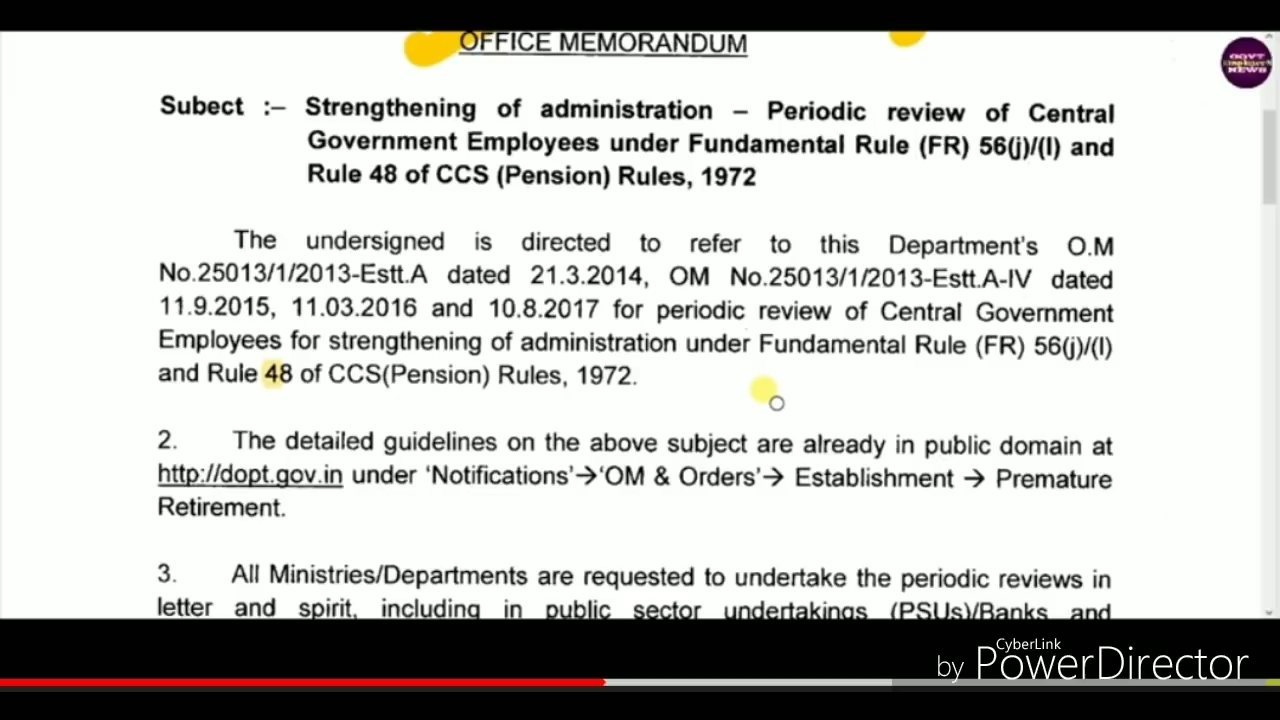 OFFICE MEMORANDUM
GOVT
Employee's
NEWS
Subect :– Strengthening of administration – Periodic review of Central
Government Employees under Fundamental Rule (FR) 56(j)/(l) and
Rule 48 of CCS (Pension) Rules, 1972
The undersigned is directed to refer to this Department's O.M
No.25013/1/2013-Estt.A dated 21.3.2014, OM No.25013/1/2013-Estt.A-IV dated
11.9.2015, 11.03.2016 and 10.8.2017 for periodic review of Central Government
Employees for strengthening of administration under Fundamental Rule (FR) 56(j)/(l)
and Rule 48 of CCS(Pension) Rules, 1972.
2. The detailed guidelines on the above subject are already in public domain at
http://dopt.gov.in under 'Notifications'→'OM & Orders'→ Establishment → Premature
Retirement.
3. All Ministries/Departments are requested to undertake the periodic reviews in
letter and spirit, including in public sector undertakings (PSUs)/Banks and
CyberLink
by PowerDirector